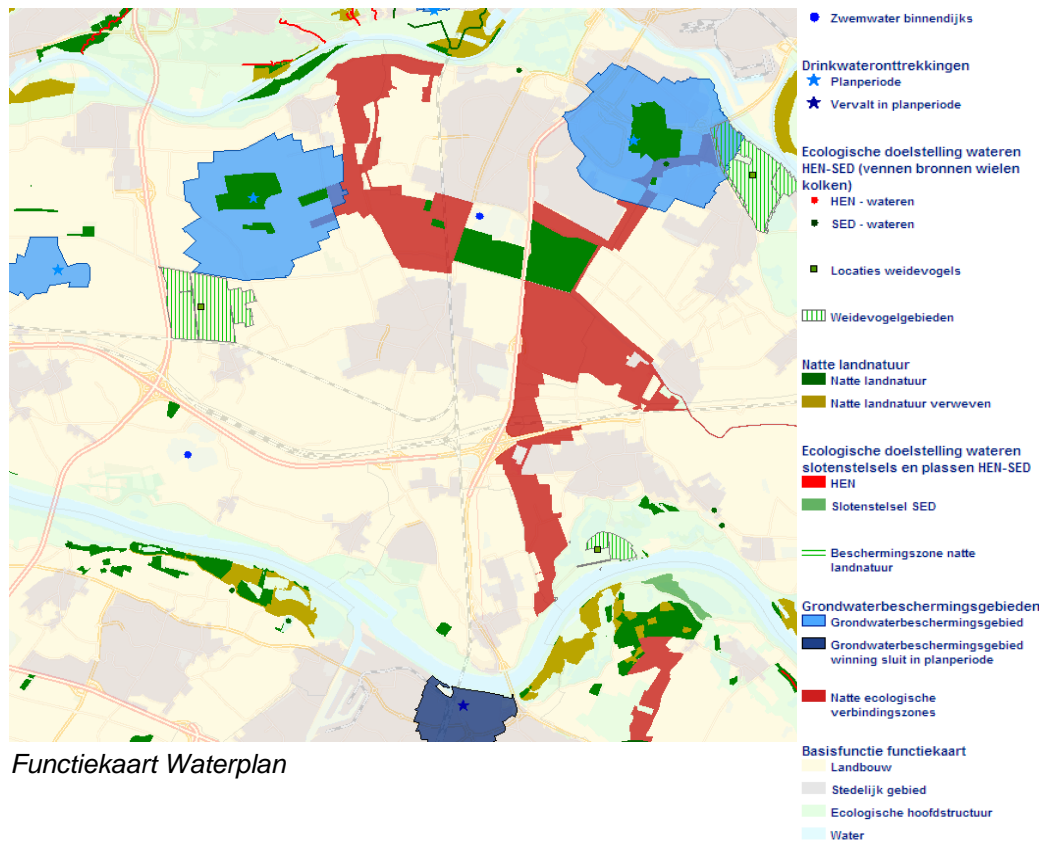 Zwemwater binnendijks
Drinkwateronttrekkingen
Planperiode
Vervalt in planperiode
Ecologische doelstelling wateren
HEN-SED (vennen bronnen wielen
kolken)
HEN - wateren
SED - wateren
Locaties weidevogels
Weidevogelgebieden
Natte landnatuur
Natte landnatuur
Natte landnatuur verweven
Ecologische doelstelling wateren
slotenstelsels en plassen HEN-SED
HEN
Slotenstelsel SED
Beschermingszone natte
landnatuur
Grondwaterbeschermingsgebieden
Grondwaterbeschermingsgebied
Grondwaterbeschermingsgebied
winning sluit in planperiode
Natte ecologische
verbindingszones
Basisfunctie functiekaart
Landbouw
Stedelijk gebied
Ecologische hoofdstructuur
Water
Functiekaart Waterplan